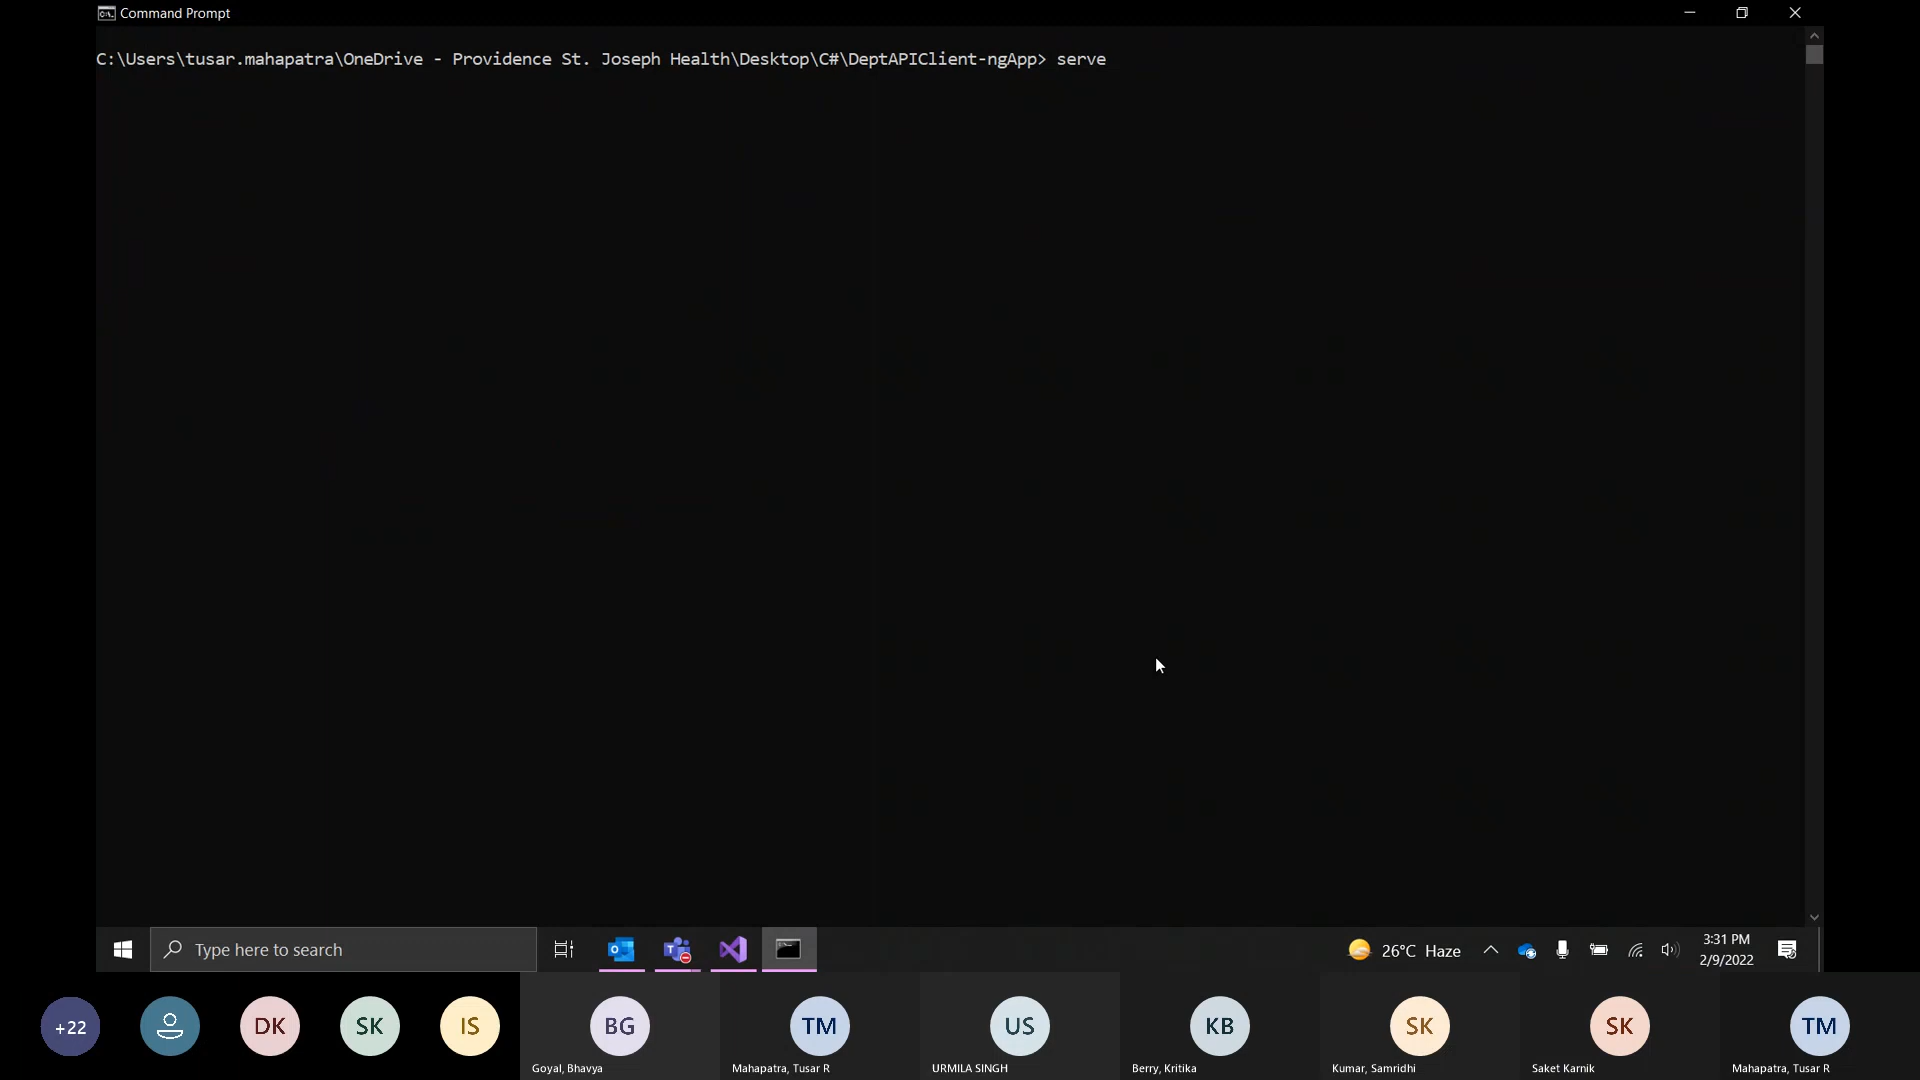 Command Prompt
C:\Users\tusar.mahapatra\OneDrive - Providence St. Joseph Health\Desktop\C#\DeptAPIClient-ngApp> serve
Type here to search
26°C Haze
3:31 PM
2/9/2022
+22
DK
SK
IS
BG
TM
US
KB
SK
SK
TM
Goyal, Bhavya
Mahapatra, Tusar R
URMILA SINGH
Berry, Kritika
Kumar, Samridhi
Saket Karnik
Mahapatra, Tusar R